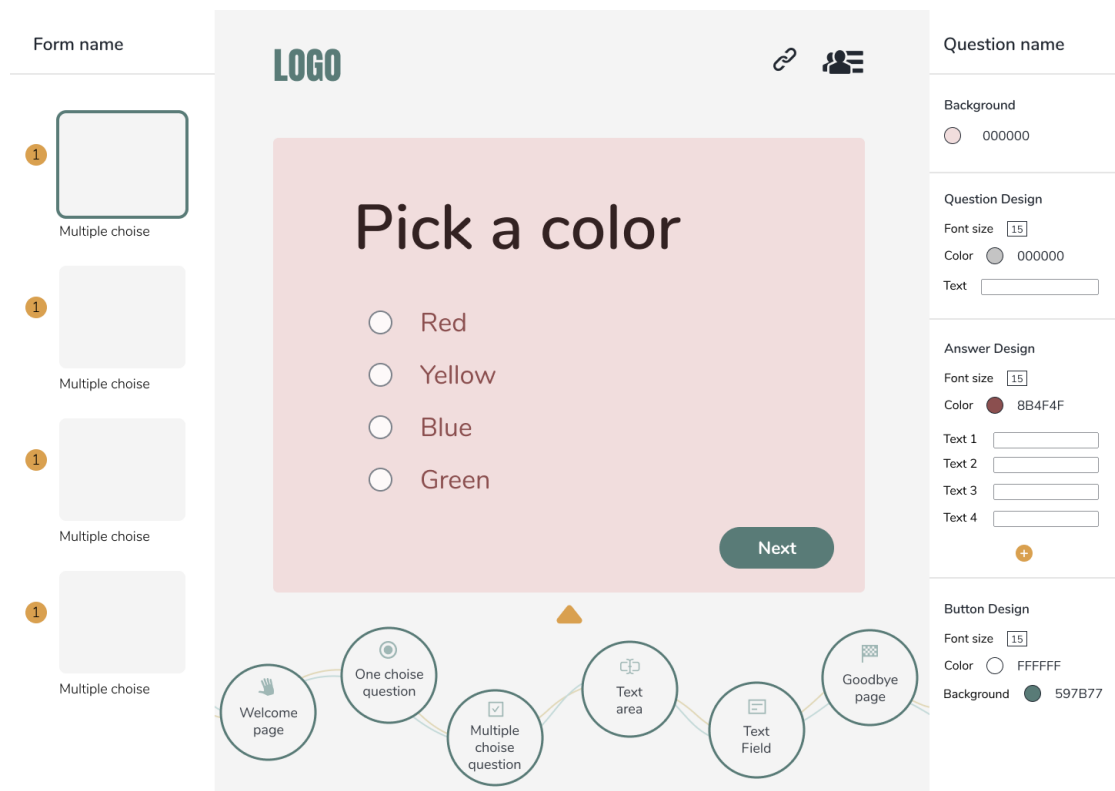 Form name
1
Multiple choise
1
Multiple choise
1
Multiple choise
1
Multiple choise
LOGO
Pick a color
Red
Yellow
Blue
Green
Next
Welcome
page
One choise
question
Multiple
choise
question
Text
area
Text
Field
Goodbye
page
Question name
Background
000000
Question Design
Font size 15
Color 000000
Text
Answer Design
Font size 15
Color 8B4F4F
Text 1
Text 2
Text 3
Text 4
+
Button Design
Font size 15
Color FFFFFF
Background 597B77